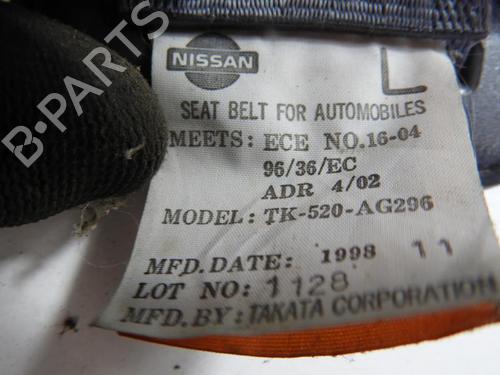 NISSAN
L
SEAT BELT FOR AUTOMOBILES
MEETS: ECE NO.16-04
96/36/EC
ADR 4/02
MODEL: TK-520-AG296
MFD.DATE: 1998 11
LOT NO: 1128
MFD.BY: TAKATA CORPORATION
B-PARTS